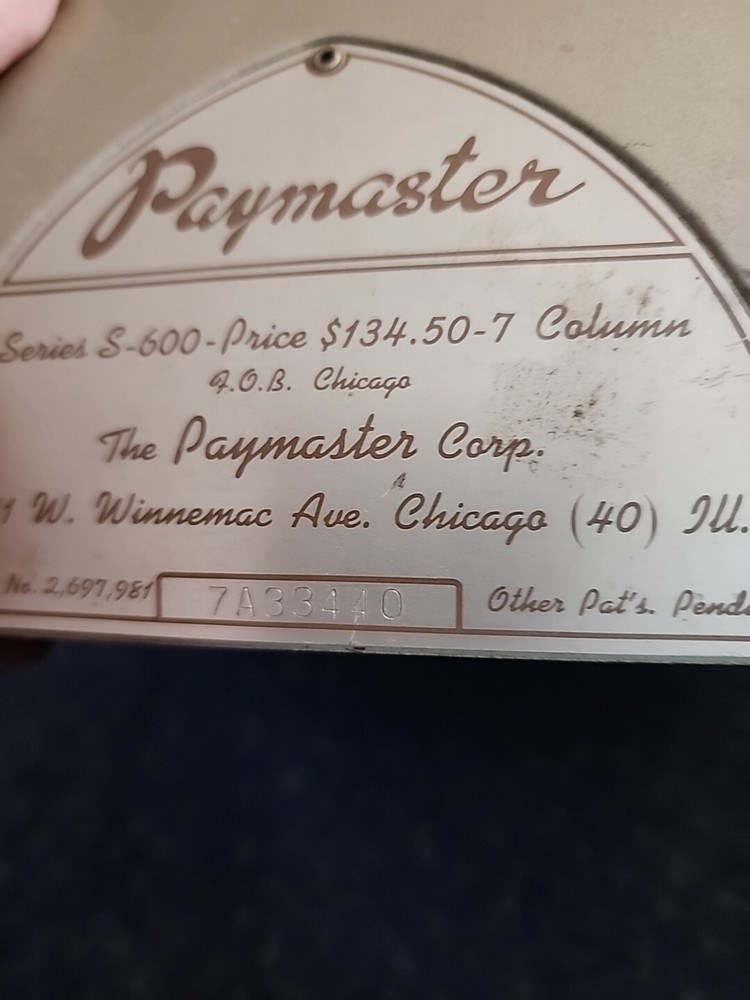 Paymaster
Series S-600-Price $134.50-7 Column
F.O.B. Chicago
The Paymaster Corp.
1 W. Winnemac Ave. Chicago (40) Ill.
No. 2,697,981
7A33440
Other Pat's. Pend